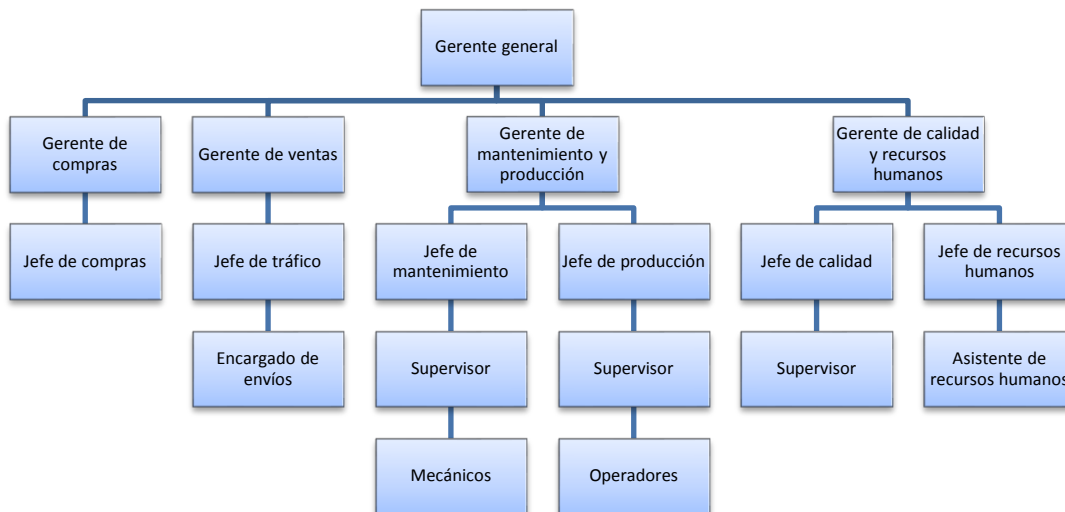 Gerente general
Gerente de
compras
Gerente de ventas
Gerente de
mantenimiento y
producción
Gerente de calidad
y recursos
humanos
Jefe de compras
Jefe de tráfico
Jefe de
mantenimiento
Jefe de producción
Jefe de calidad
Jefe de recursos
humanos
Encargado de
envíos
Supervisor
Supervisor
Supervisor
Asistente de
recursos humanos
Mecánicos
Operadores